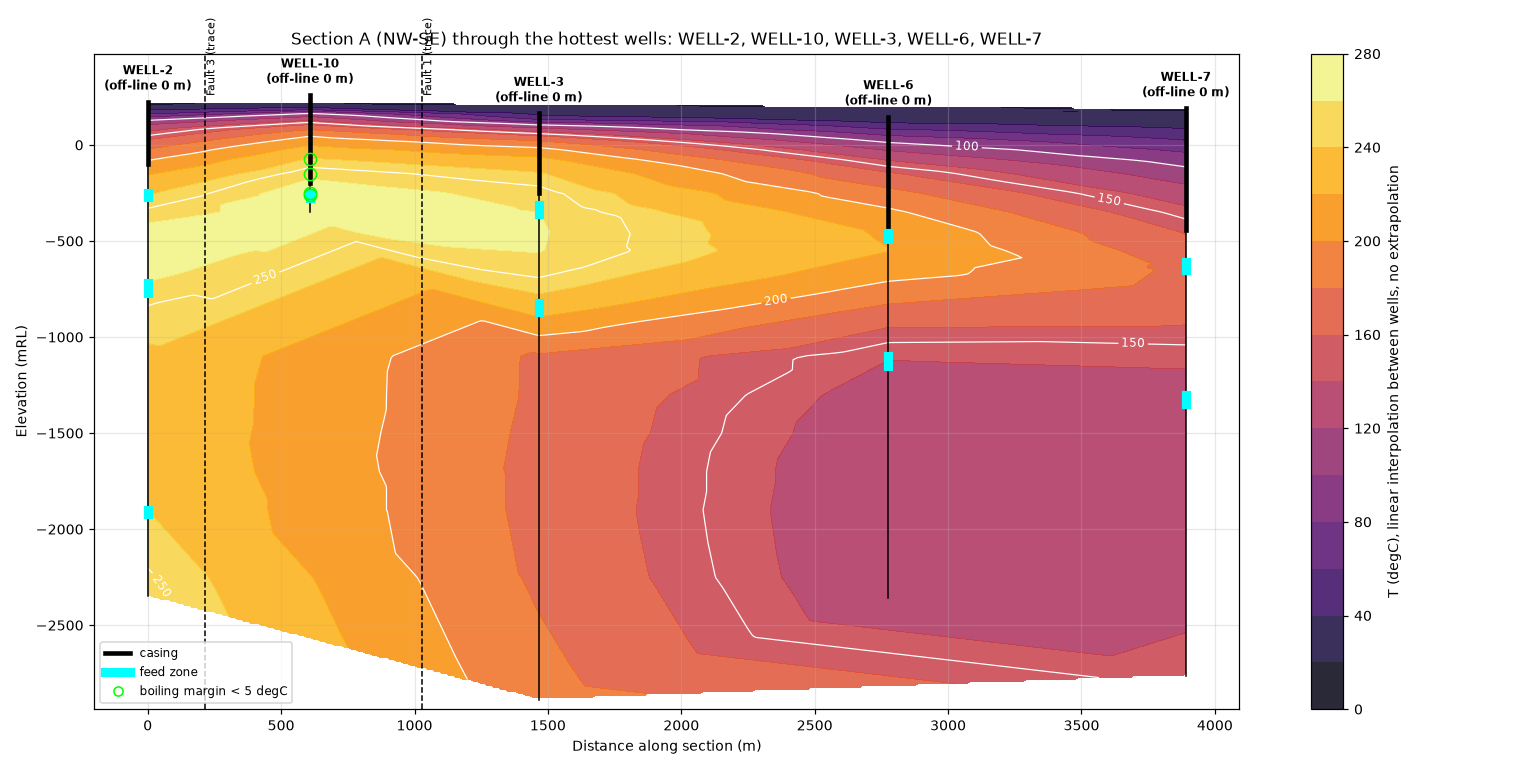 Section A (NW-SE) through the hottest wells: WELL-2, WELL-10, WELL-3, WELL-6, WELL-7
Fault 3 (trace)
Fault 1 (trace)
WELL-2
(off-line 0 m)
WELL-10
(off-line 0 m)
WELL-3
(off-line 0 m)
WELL-6
(off-line 0 m)
WELL-7
(off-line 0 m)
Elevation (mRL)
0
−500
−1000
−1500
−2000
−2500
100
150
250
200
150
250
casing
feed zone
boiling margin < 5 degC
0
500
1000
1500
2000
2500
3000
3500
4000
Distance along section (m)
280
240
200
160
120
80
40
0
T (degC), linear interpolation between wells, no extrapolation